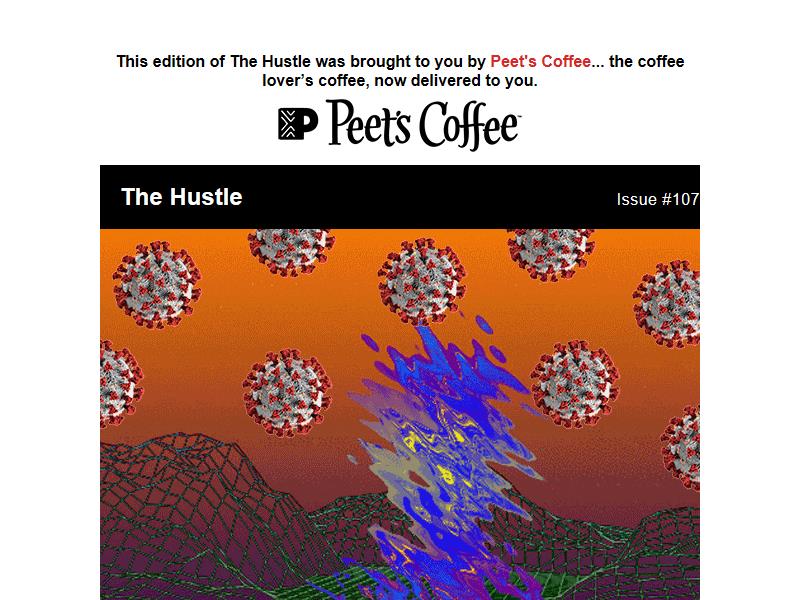 This edition of The Hustle was brought to you by Peet's Coffee... the coffee
lover’s coffee, now delivered to you.
Peet's Coffee™
The Hustle
Issue #107